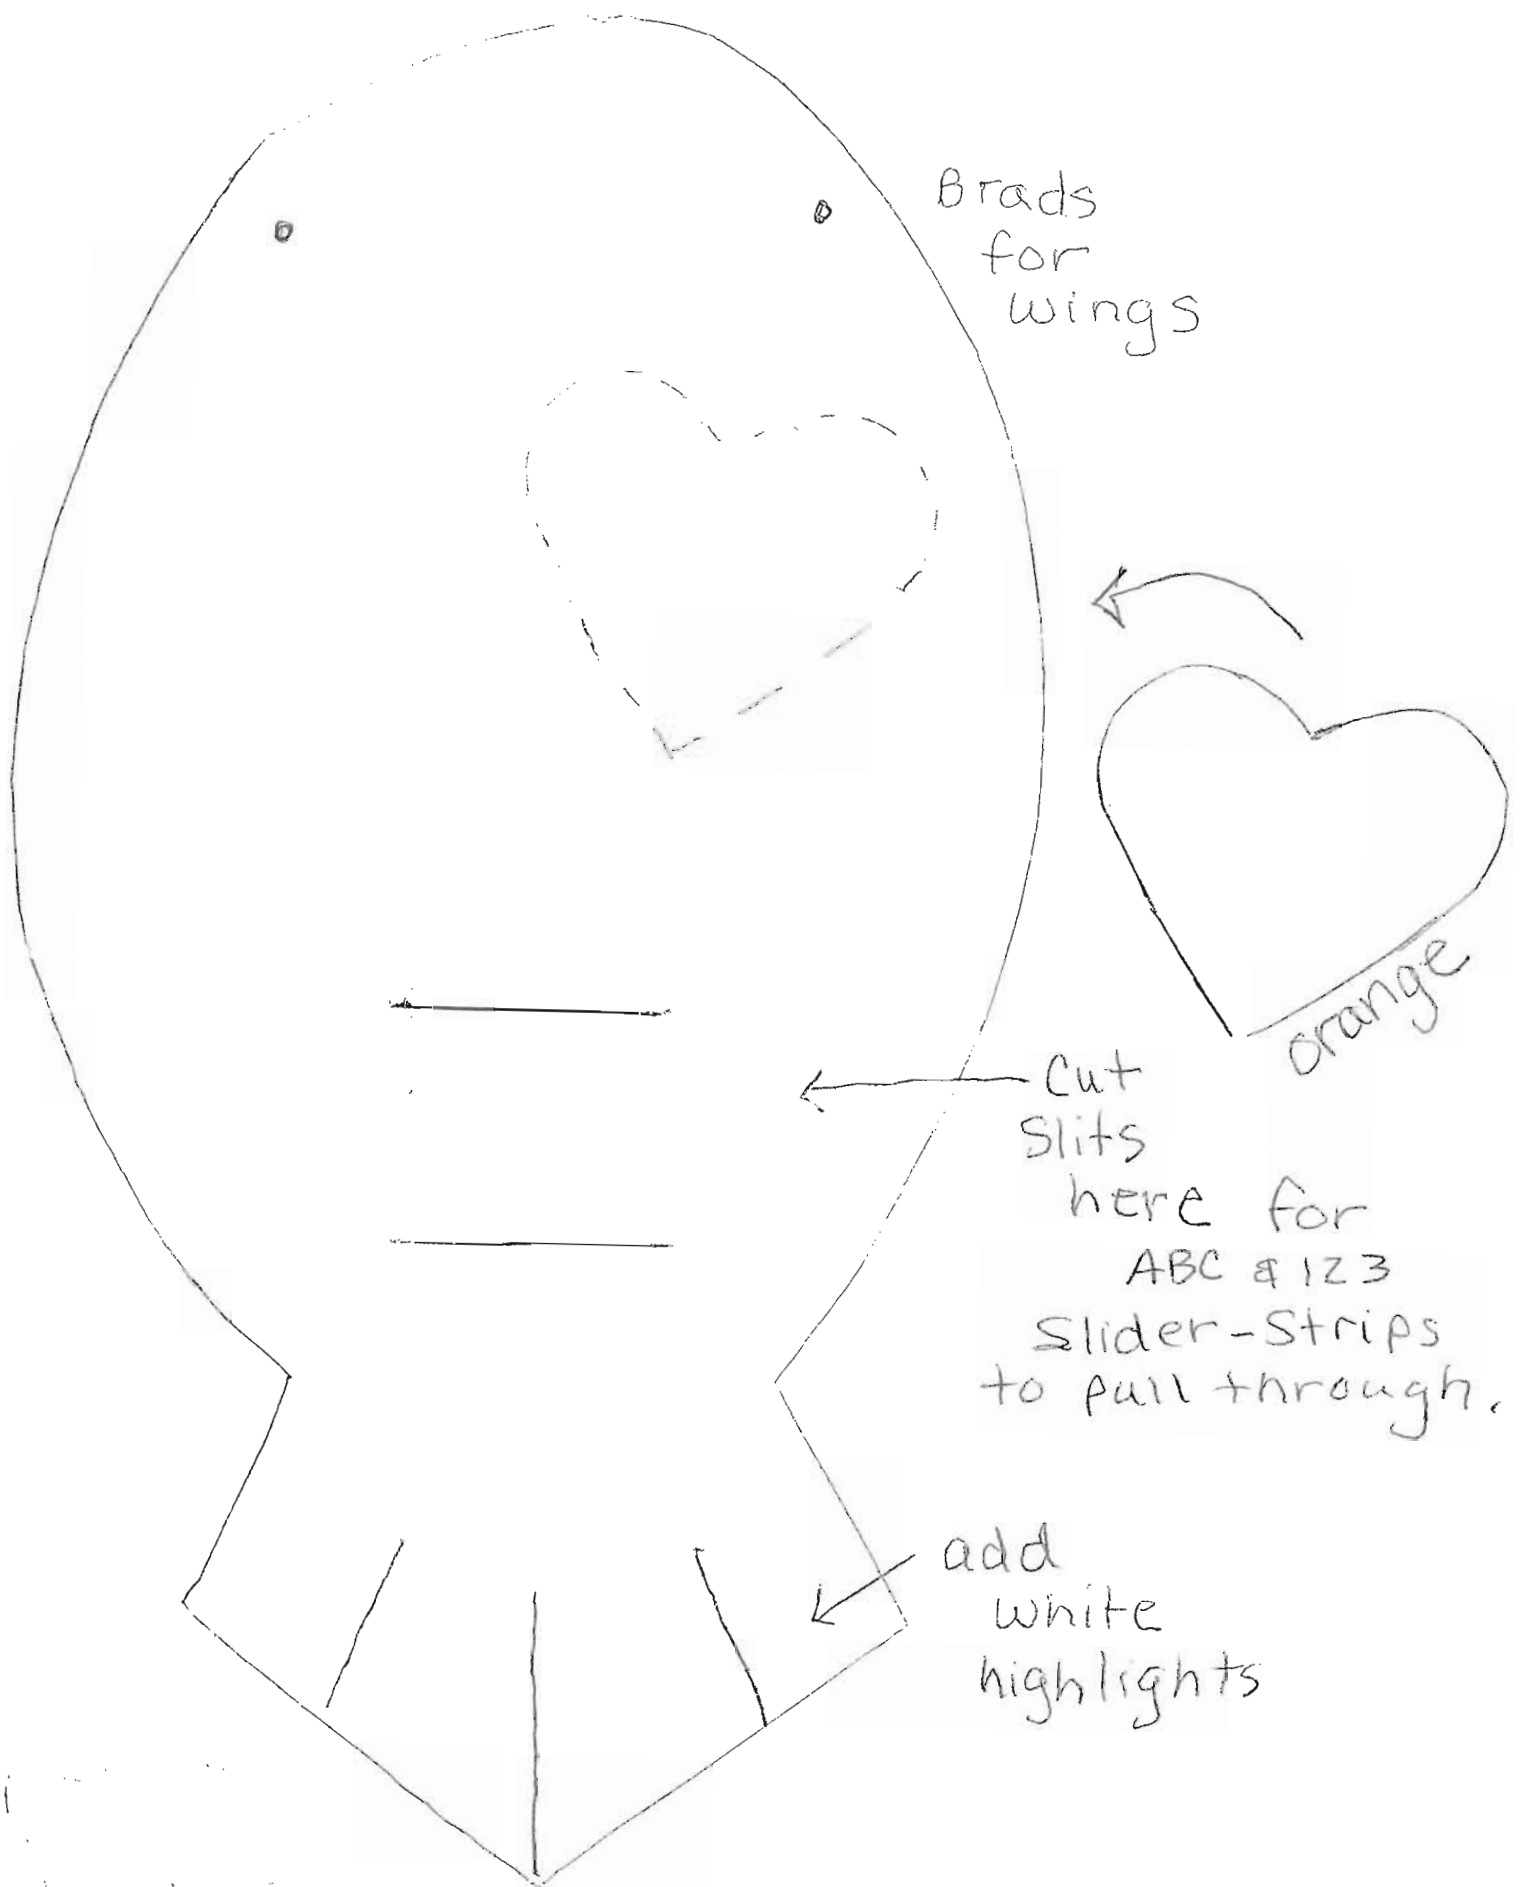 Brads
for
wings
orange
Cut
Slits
here for
ABC & 123
Slider-Strips
to pull through.
add
white
highlights